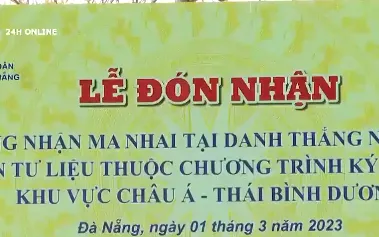 24H ONLINE
LỄ ĐÓN NHẬN
NHẬN MA NHAI TẠI DANH THẮNG
TƯ LIỆU THUỘC CHƯƠNG TRÌNH KÝ
KHU VỰC CHÂU Á - THÁI BÌNH DƯƠN
Đà Nẵng, ngày 01 tháng 3 năm 2023